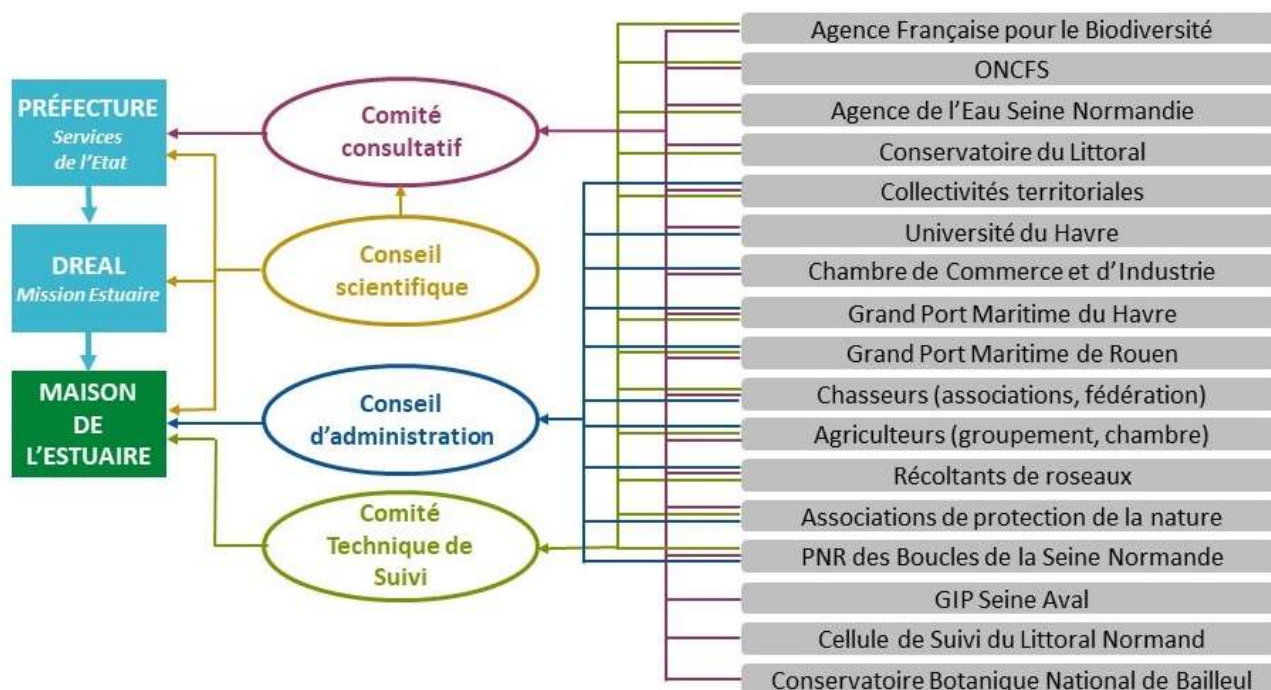 PRÉFECTURE
Services
de l'Etat
DREAL
Mission Estuaire
MAISON
DE
L'ESTUAIRE
Comité
consultatif
Conseil
scientifique
Conseil
d'administration
Comité
Technique de
Suivi
Agence Française pour le Biodiversité
ONCFS
Agence de l'Eau Seine Normandie
Conservatoire du Littoral
Collectivités territoriales
Université du Havre
Chambre de Commerce et d'Industrie
Grand Port Maritime du Havre
Grand Port Maritime de Rouen
Chasseurs (associations, fédération)
Agriculteurs (groupement, chambre)
Récoltants de roseaux
Associations de protection de la nature
PNR des Boucles de la Seine Normande
GIP Seine Aval
Cellule de Suivi du Littoral Normand
Conservatoire Botanique National de Bailleul